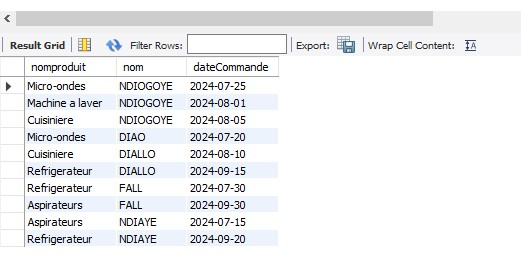 Result Grid Filter Rows: Export: Wrap Cell Content:
nomproduit nom dateCommande
Micro-ondes NDIOGOYE 2024-07-25
Machine a laver NDIOGOYE 2024-08-01
Cuisiniere NDIOGOYE 2024-08-05
Micro-ondes DIAO 2024-07-20
Cuisiniere DIALLO 2024-08-10
Refrigerateur DIALLO 2024-09-15
Refrigerateur FALL 2024-07-30
Aspirateurs FALL 2024-09-30
Aspirateurs NDIAYE 2024-07-15
Refrigerateur NDIAYE 2024-09-20